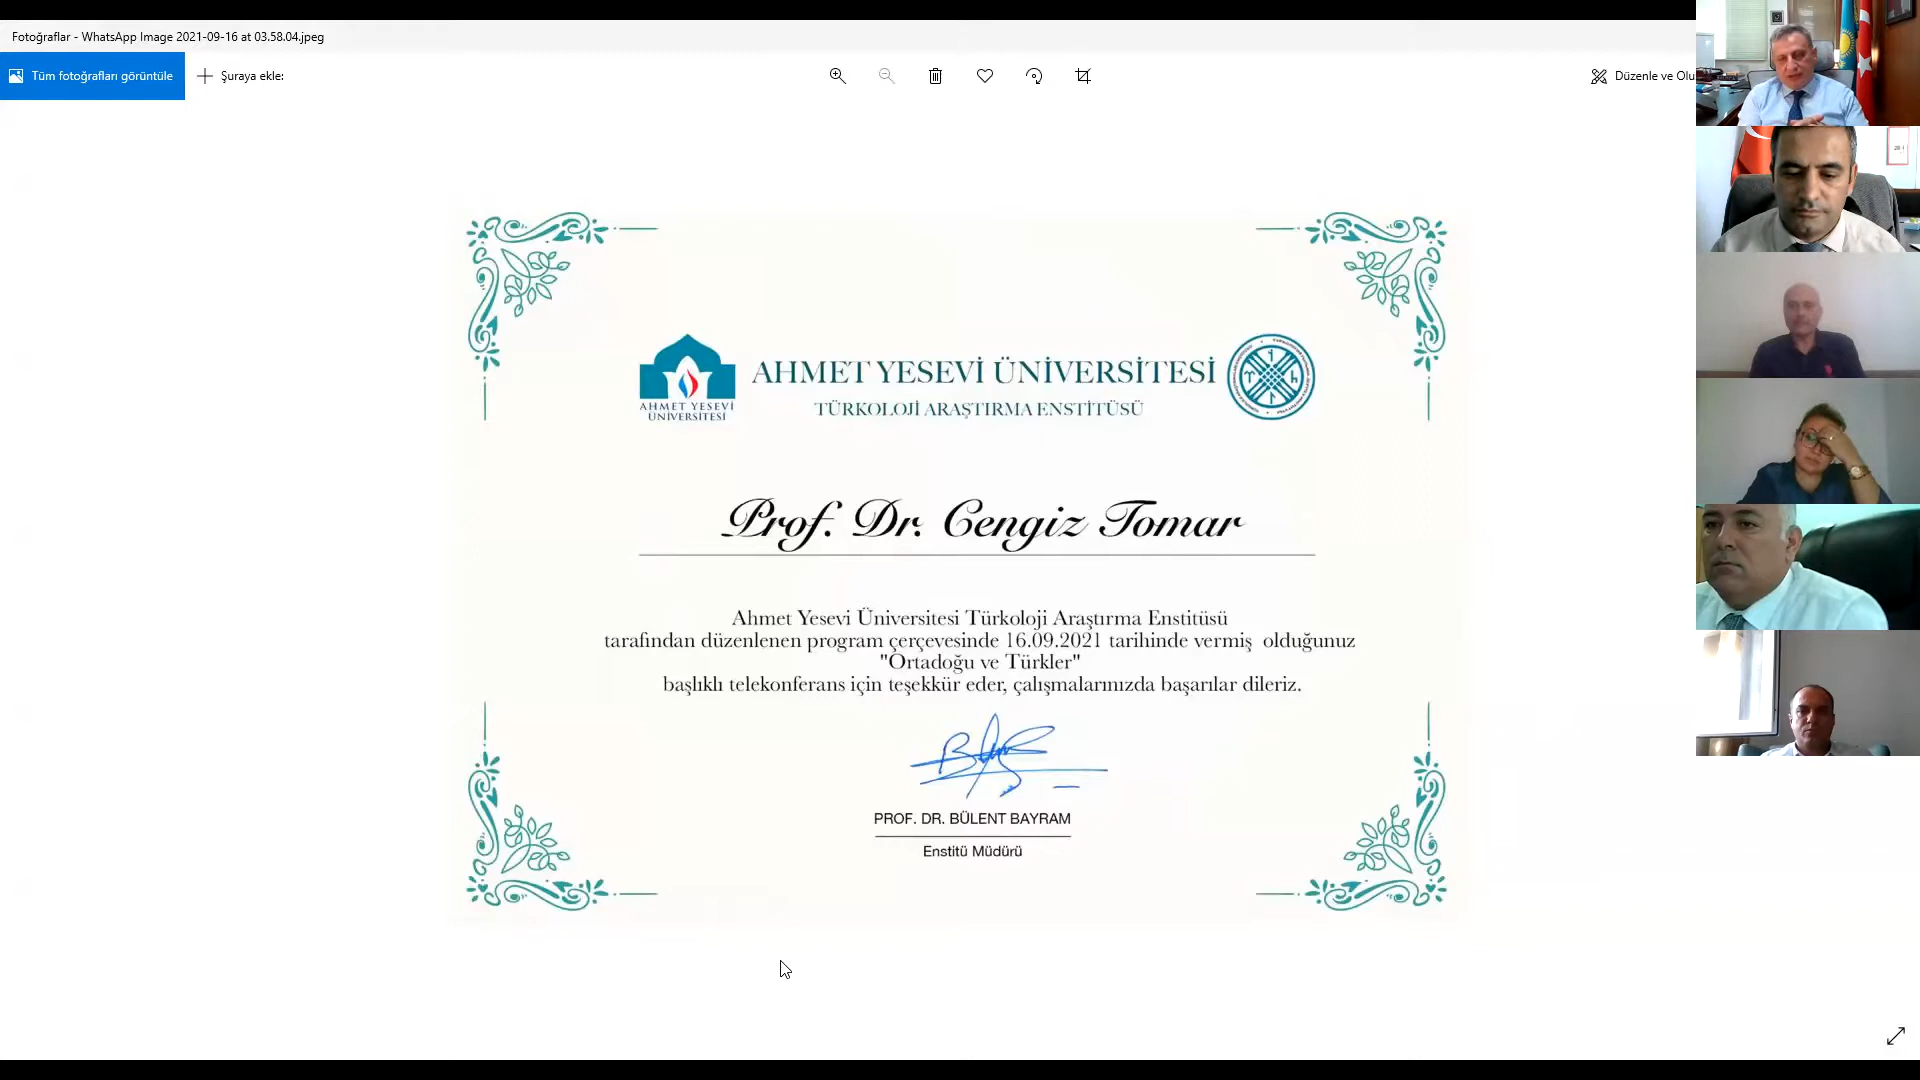 Fotoğraflar - WhatsApp Image 2021-09-16 at 03.58.04.jpeg
Tüm fotoğrafları görüntüle
Şuraya ekle:
Düzenle ve Olu
AHMET YESEVİ
ÜNİVERSİTESİ
AHMET YESEVİ ÜNİVERSİTESİ
TÜRKOLOJİ ARAŞTIRMA ENSTİTÜSÜ
Prof. Dr. Cengiz Tomar
Ahmet Yesevi Üniversitesi Türkoloji Araştırma Enstitüsü
tarafından düzenlenen program çerçevesinde 16.09.2021 tarihinde vermiş olduğunuz
"Ortadoğu ve Türkler"
başlıklı telekonferans için teşekkür eder, çalışmalarınızda başarılar dileriz.
PROF. DR. BÜLENT BAYRAM
Enstitü Müdürü